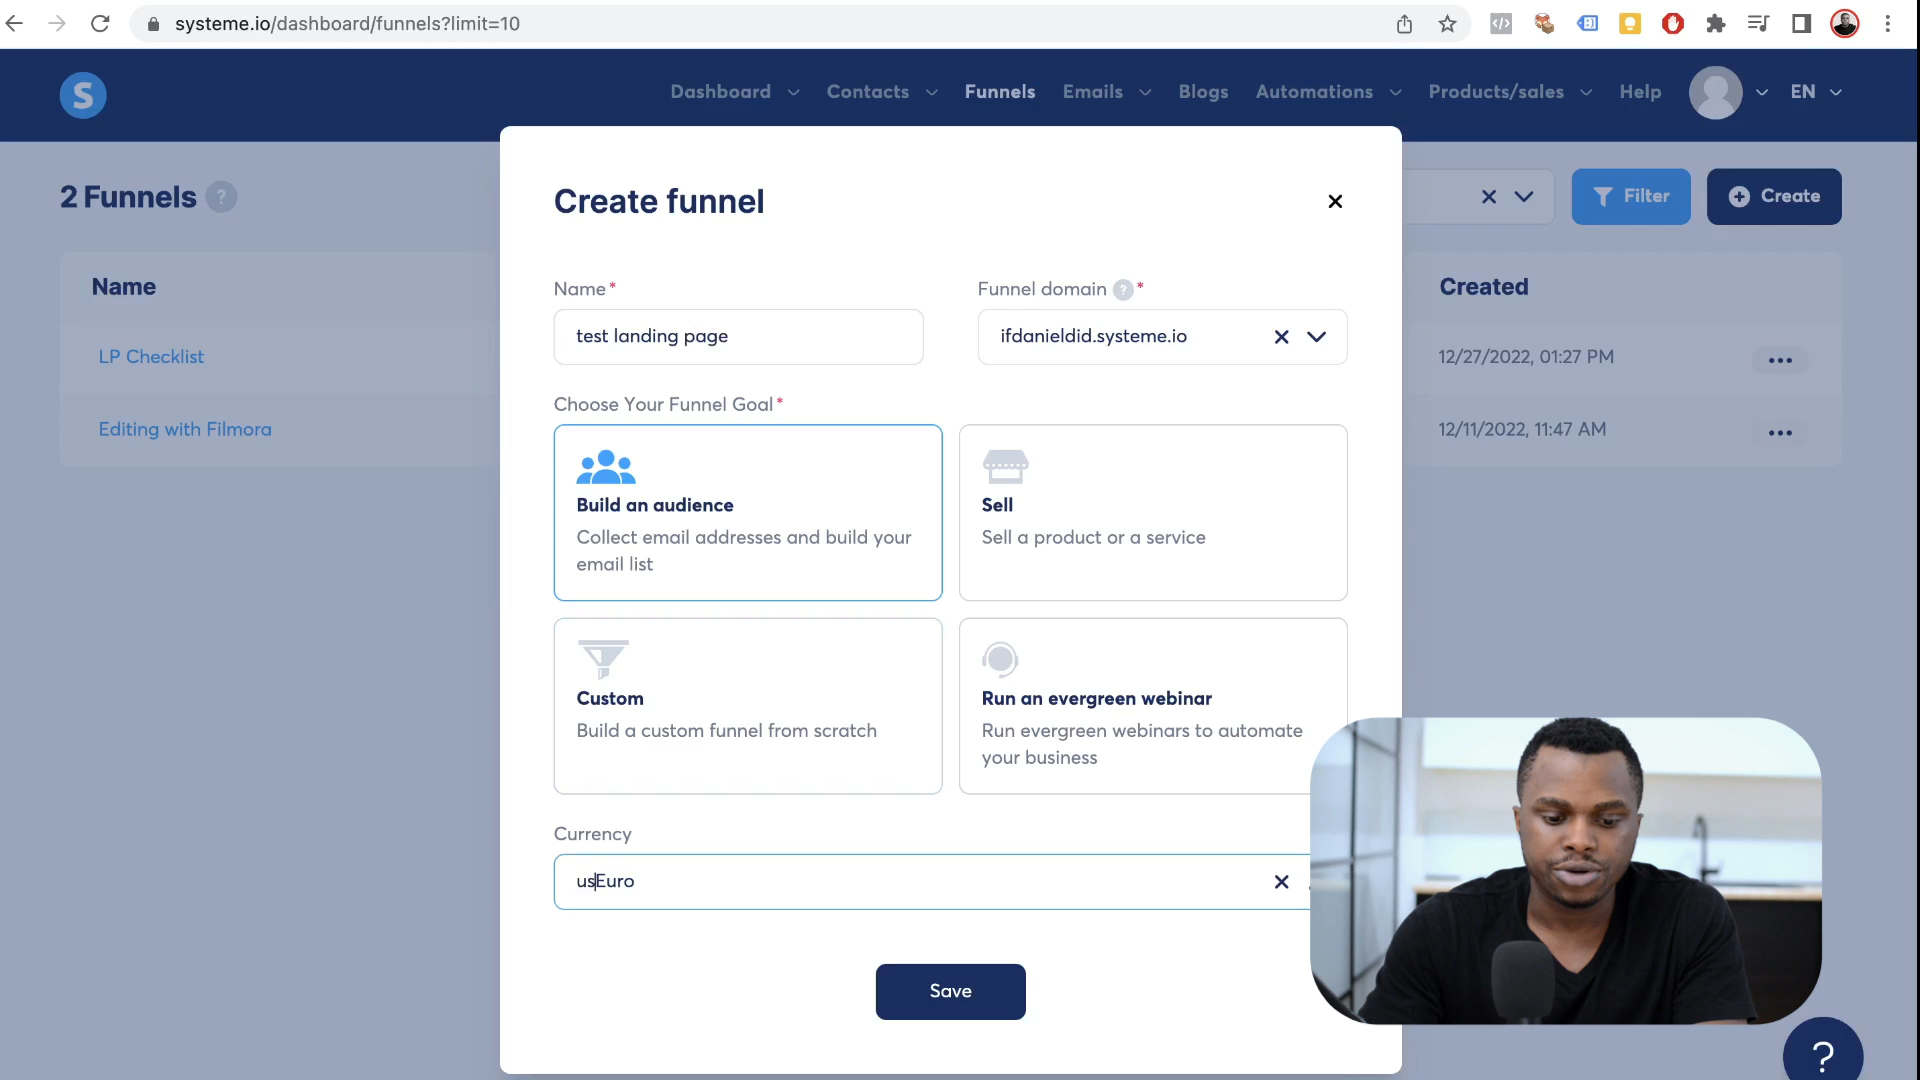 systeme.io/dashboard/funnels?limit=10
S
Dashboard
Contacts
Funnels
Emails
Blogs
Automations
Products/sales
Help
EN
2 Funnels ?
Filter
Create
Name
Created
LP Checklist
12/27/2022, 01:27 PM
Editing with Filmora
12/11/2022, 11:47 AM
Create funnel
Name*
Funnel domain ? *
test landing page
ifdanieldid.systeme.io
Choose Your Funnel Goal*
Build an audience
Collect email addresses and build your
email list
Sell
Sell a product or a service
Custom
Build a custom funnel from scratch
Run an evergreen webinar
Run evergreen webinars to automate
your business
Currency
usEuro
Save
?